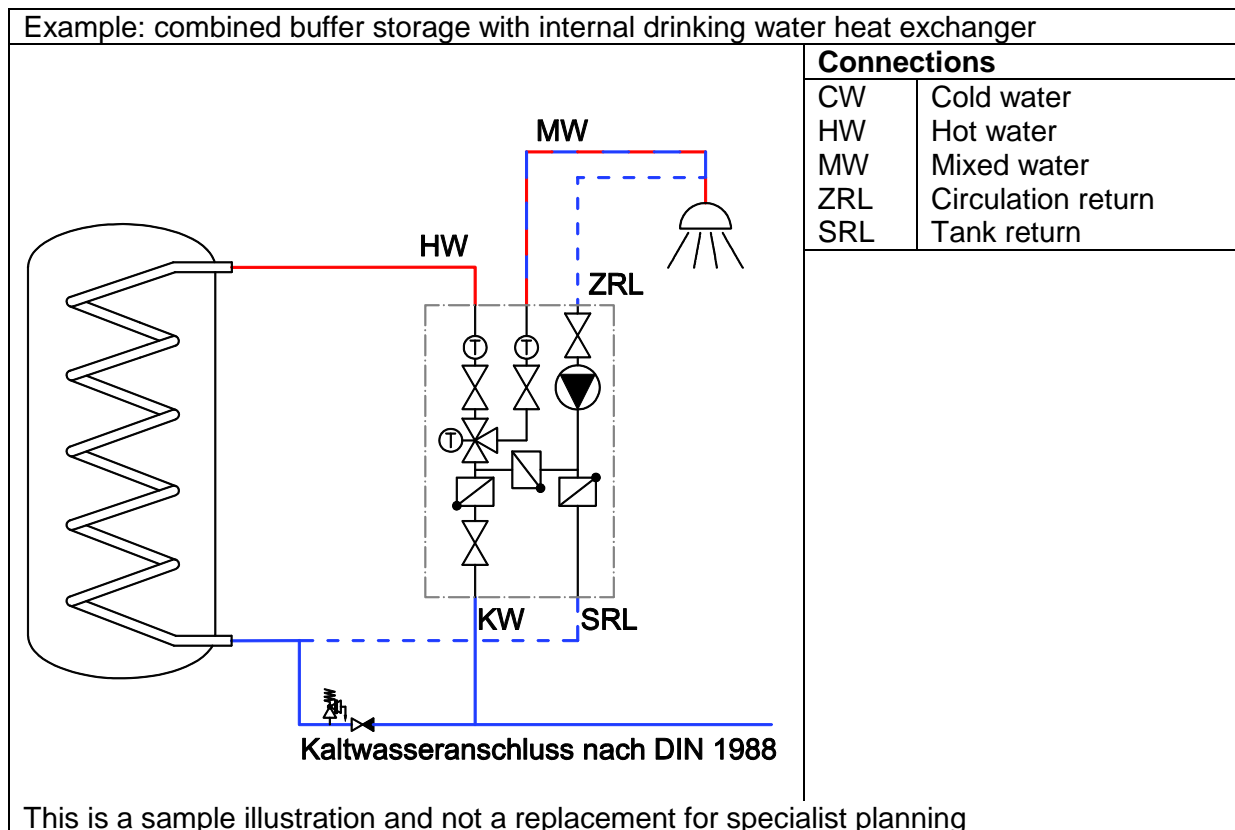 Example: combined buffer storage with internal drinking water heat exchanger
Connections
CW Cold water
HW Hot water
MW Mixed water
ZRL Circulation return
SRL Tank return
MW
HW
ZRL
T
T
T
KW
SRL
Kaltwasseranschluss nach DIN 1988
This is a sample illustration and not a replacement for specialist planning